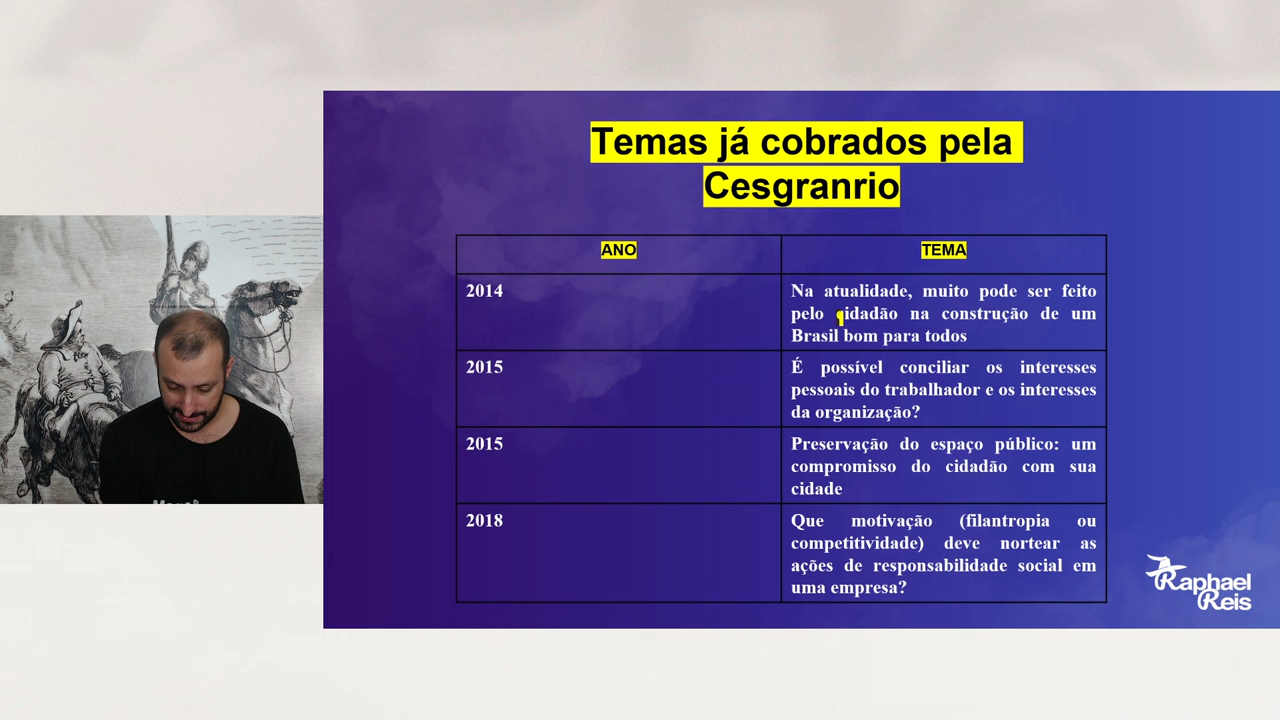 Temas já cobrados pela
Cesgranrio
ANO
TEMA
2014
Na atualidade, muito pode ser feito
pelo cidadão na construção de um
Brasil bom para todos
2015
É possível conciliar os interesses
pessoais do trabalhador e os interesses
da organização?
2015
Preservação do espaço público: um
compromisso do cidadão com sua
cidade
2018
Que motivação (filantropia ou
competitividade) deve nortear as
ações de responsabilidade social em
uma empresa?
Raphael
Reis